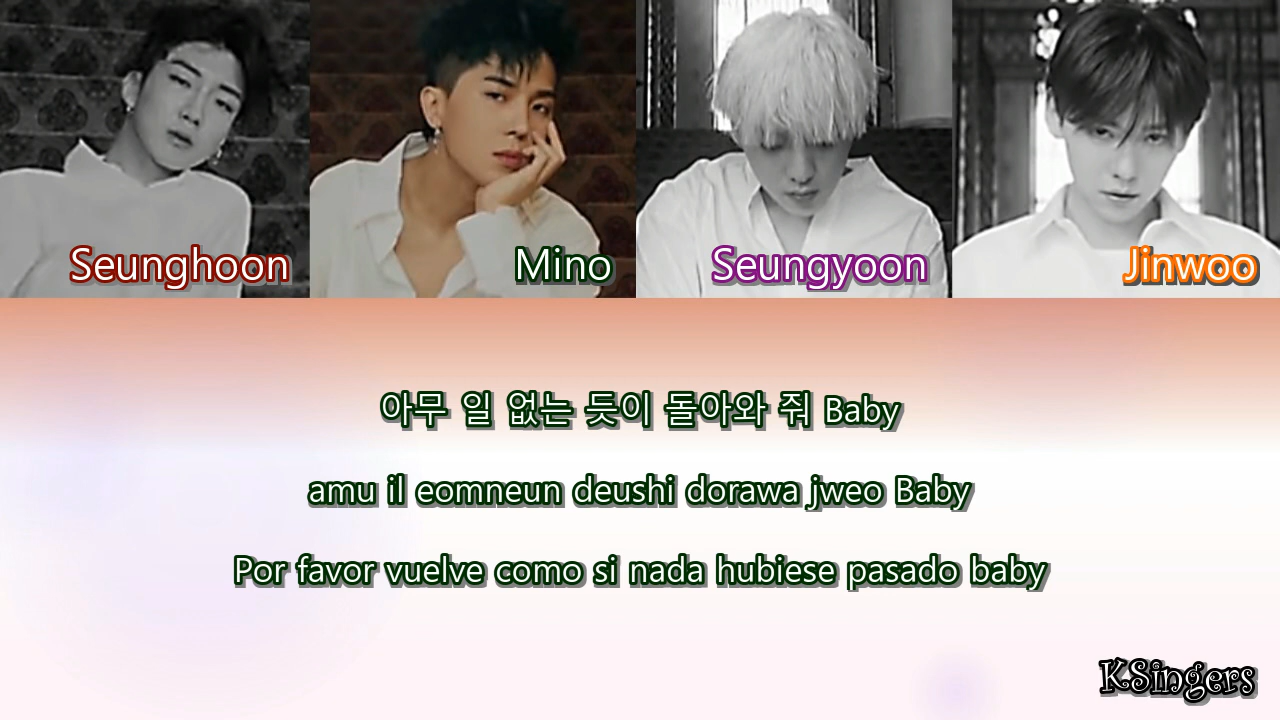 Seunghoon
Mino
Seungyoon
Jinwoo
아무 일 없는 듯이 돌아와 줘 Baby
amu il eomneun deushi dorawa jweo Baby
Por favor vuelve como si nada hubiese pasado baby
KSingers